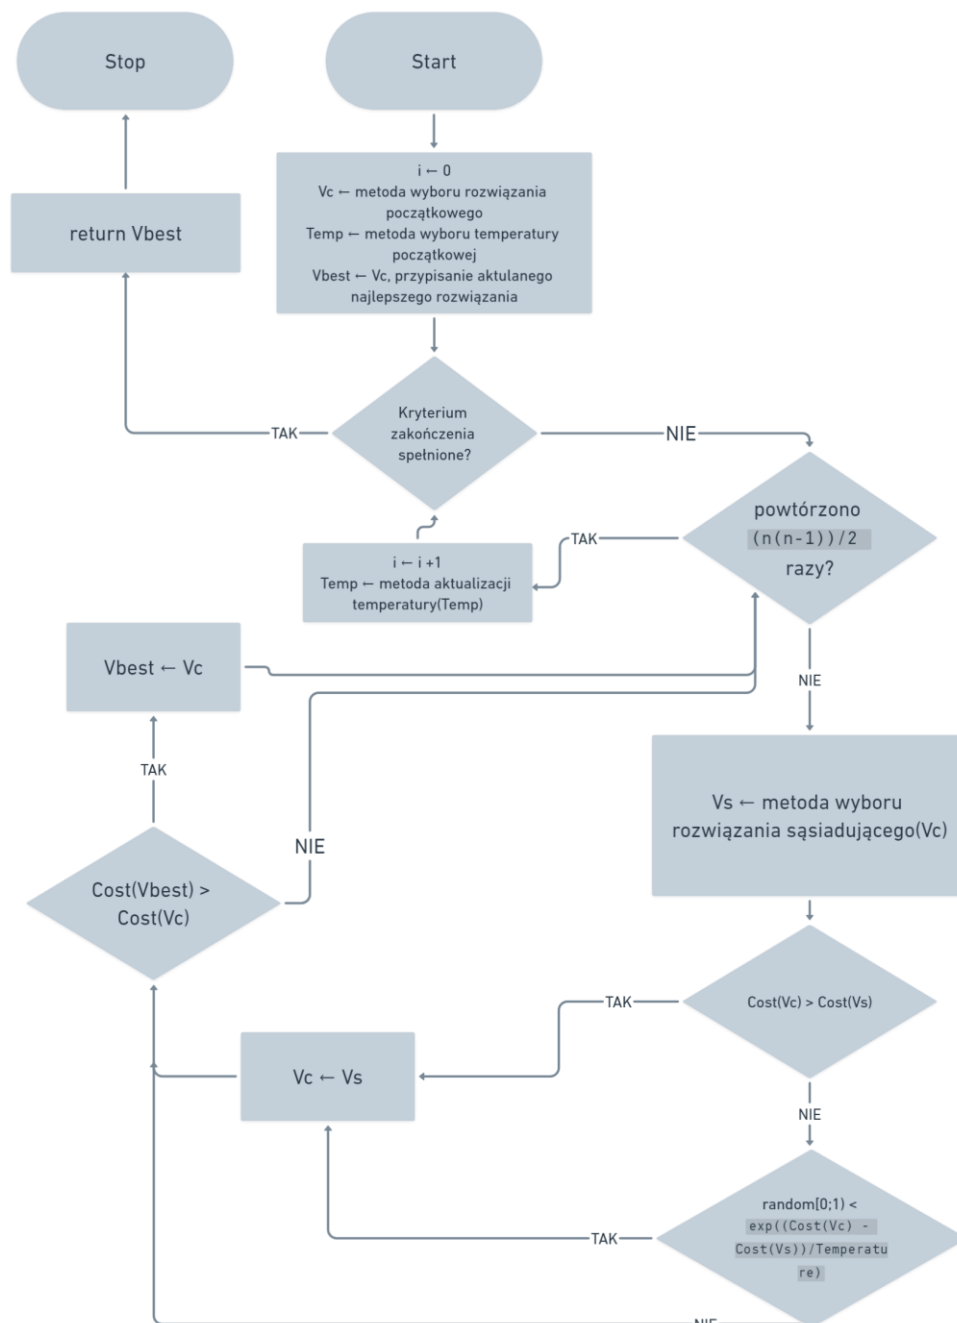 Stop
Start
i ← 0
Vc ← metoda wyboru rozwiązania
początkowego
Temp ← metoda wyboru temperatury
początkowej
Vbest ← Vc, przypisanie aktulanego
najlepszego rozwiązania
return Vbest
Kryterium
zakończenia
spełnione?
TAK
NIE
powtórzono
(n(n-1))/2
razy?
TAK
i ← i +1
Temp ← metoda aktualizacji
temperatury(Temp)
Vbest ← Vc
NIE
TAK
Vs ← metoda wyboru
rozwiązania sąsiadującego(Vc)
NIE
Cost(Vbest) >
Cost(Vc)
Cost(Vc) > Cost(Vs)
TAK
Vc ← Vs
NIE
random[0;1) <
exp((Cost(Vc) -
Cost(Vs))/Temperatu
re)
TAK
NIE